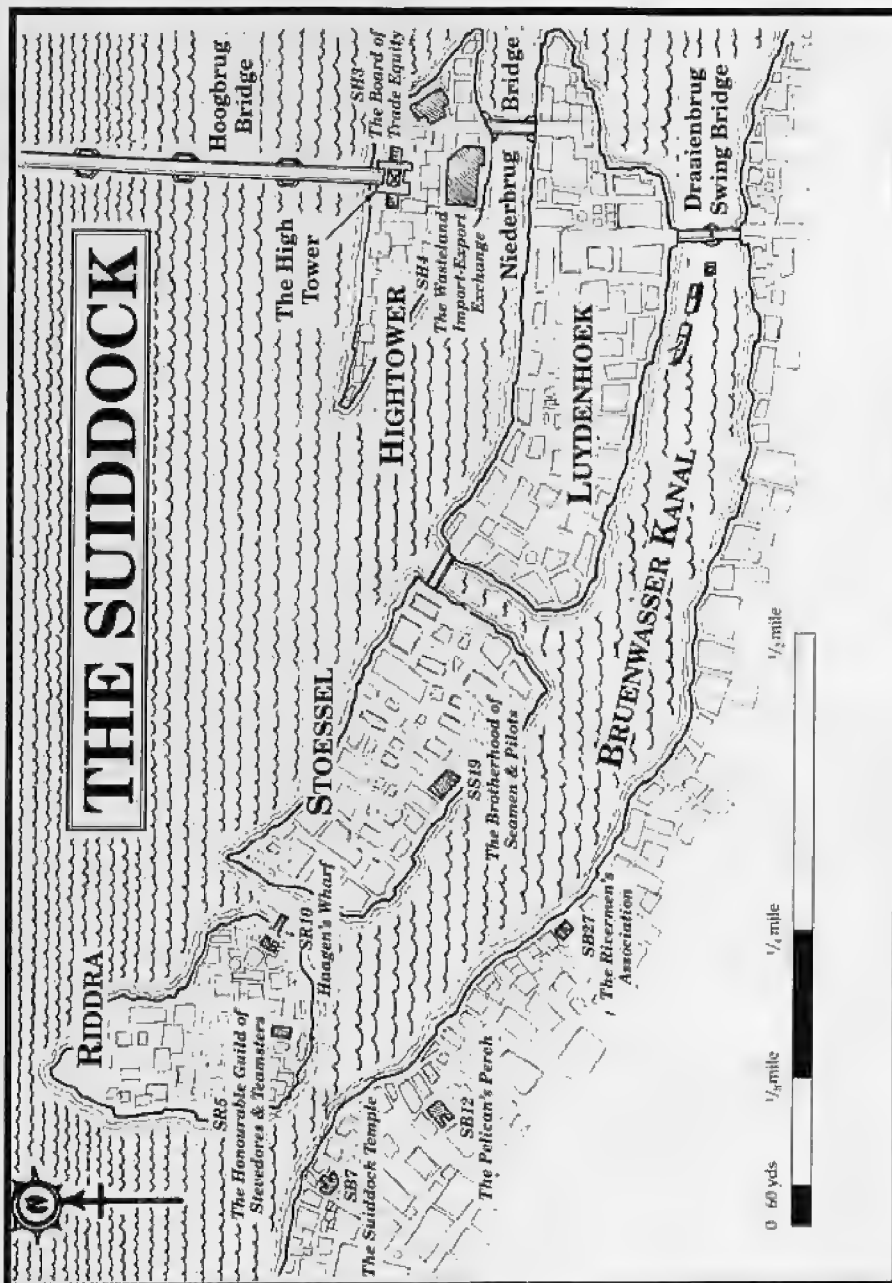 THE SUIDDOCK
N
RIDDRA
SR5
The Honourable Guild of
Stevedores & Teamsters
SR10
Haagen's Wharf
STOESSEL
SS19
The Brotherhood of
Seamen & Pilots
SB7
The Suiddock Temple
SB12
The Pelican's Perch
SB27
The Rivermen's
Association
BRUENWASSER KANAL
LUYDENHOEK
HIGHTOWER
The High
Tower
Hoogbrug
Bridge
SH3
The Board of
Trade Equity
SH4
The Wasteland
Import-Export
Exchange
Niederbrug Bridge
Draaienbrug
Swing Bridge
0 60 yds 1/8 mile 1/4 mile 1/2 mile